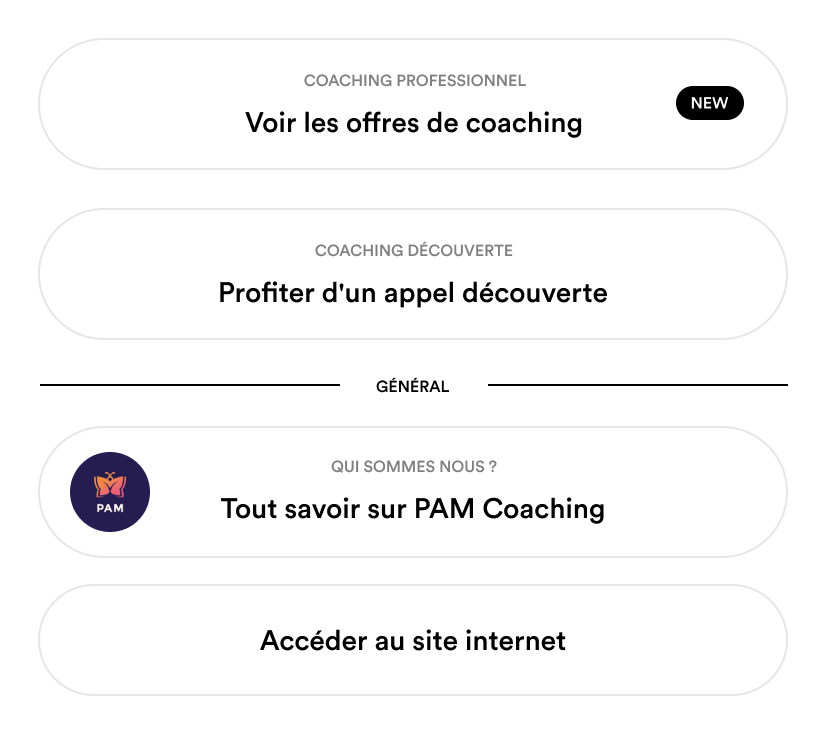 COACHING PROFESSIONNEL
Voir les offres de coaching
NEW
COACHING DÉCOUVERTE
Profiter d'un appel découverte
GÉNÉRAL
QUI SOMMES NOUS ?
Tout savoir sur PAM Coaching
PAM
Accéder au site internet